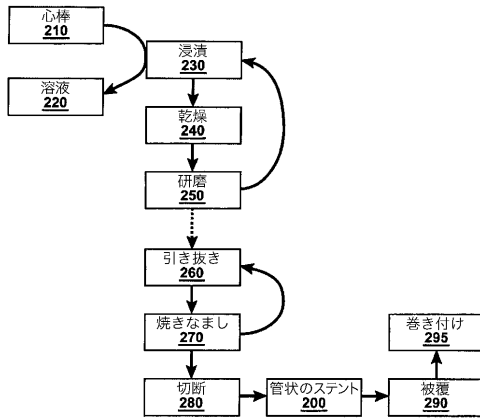 心棒
210
溶液
220
浸漬
230
乾燥
240
研磨
250
引き抜き
260
焼きなまし
270
切断
280
管状のステント
200
被覆
290
巻き付け
295